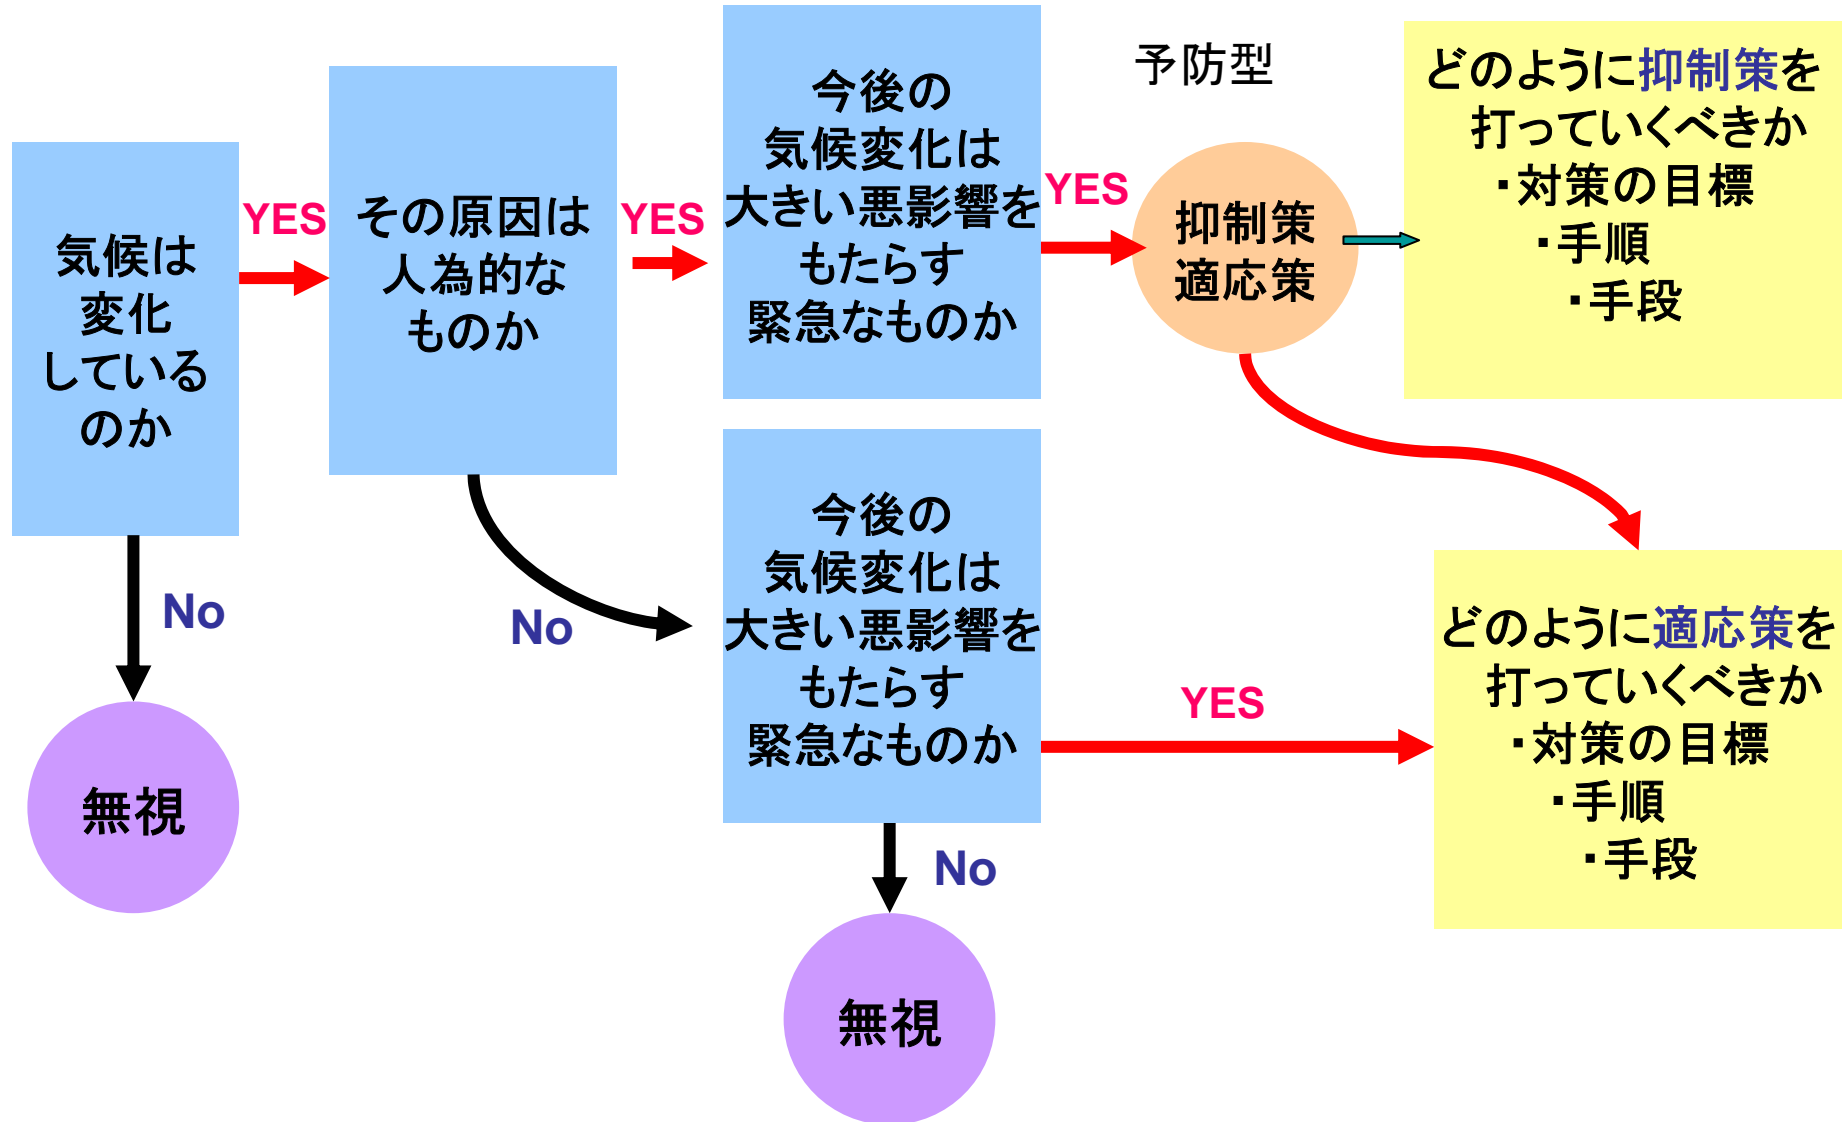 気候は
変化
している
のか
YES
No
無視
その原因は
人為的な
ものか
YES
No
今後の
気候変化は
大きい悪影響を
もたらす
緊急なものか
YES
予防型
抑制策
適応策
どのように抑制策を
打っていくべきか
・対策の目標
・手順
・手段
今後の
気候変化は
大きい悪影響を
もたらす
緊急なものか
YES
No
無視
どのように適応策を
打っていくべきか
・対策の目標
・手順
・手段